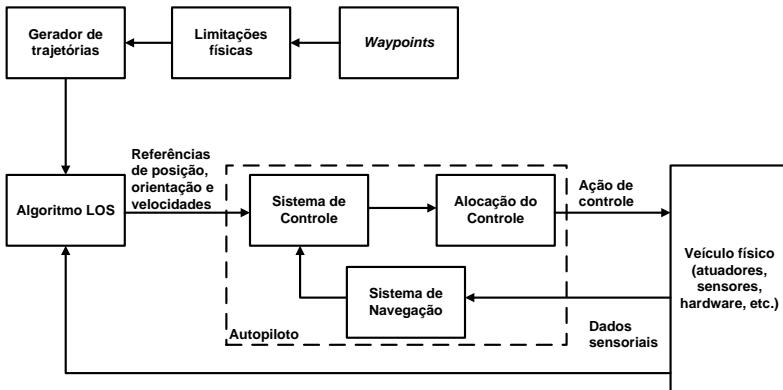 Gerador de
trajetórias
Limitações
físicas
Waypoints
Referências
de posição,
orientação e
velocidades
Algoritmo LOS
Sistema de
Controle
Alocação do
Controle
Ação de
controle
Veículo físico
(atuadores,
sensores,
hardware, etc.)
Sistema de
Navegação
Autopiloto
Dados
sensoriais